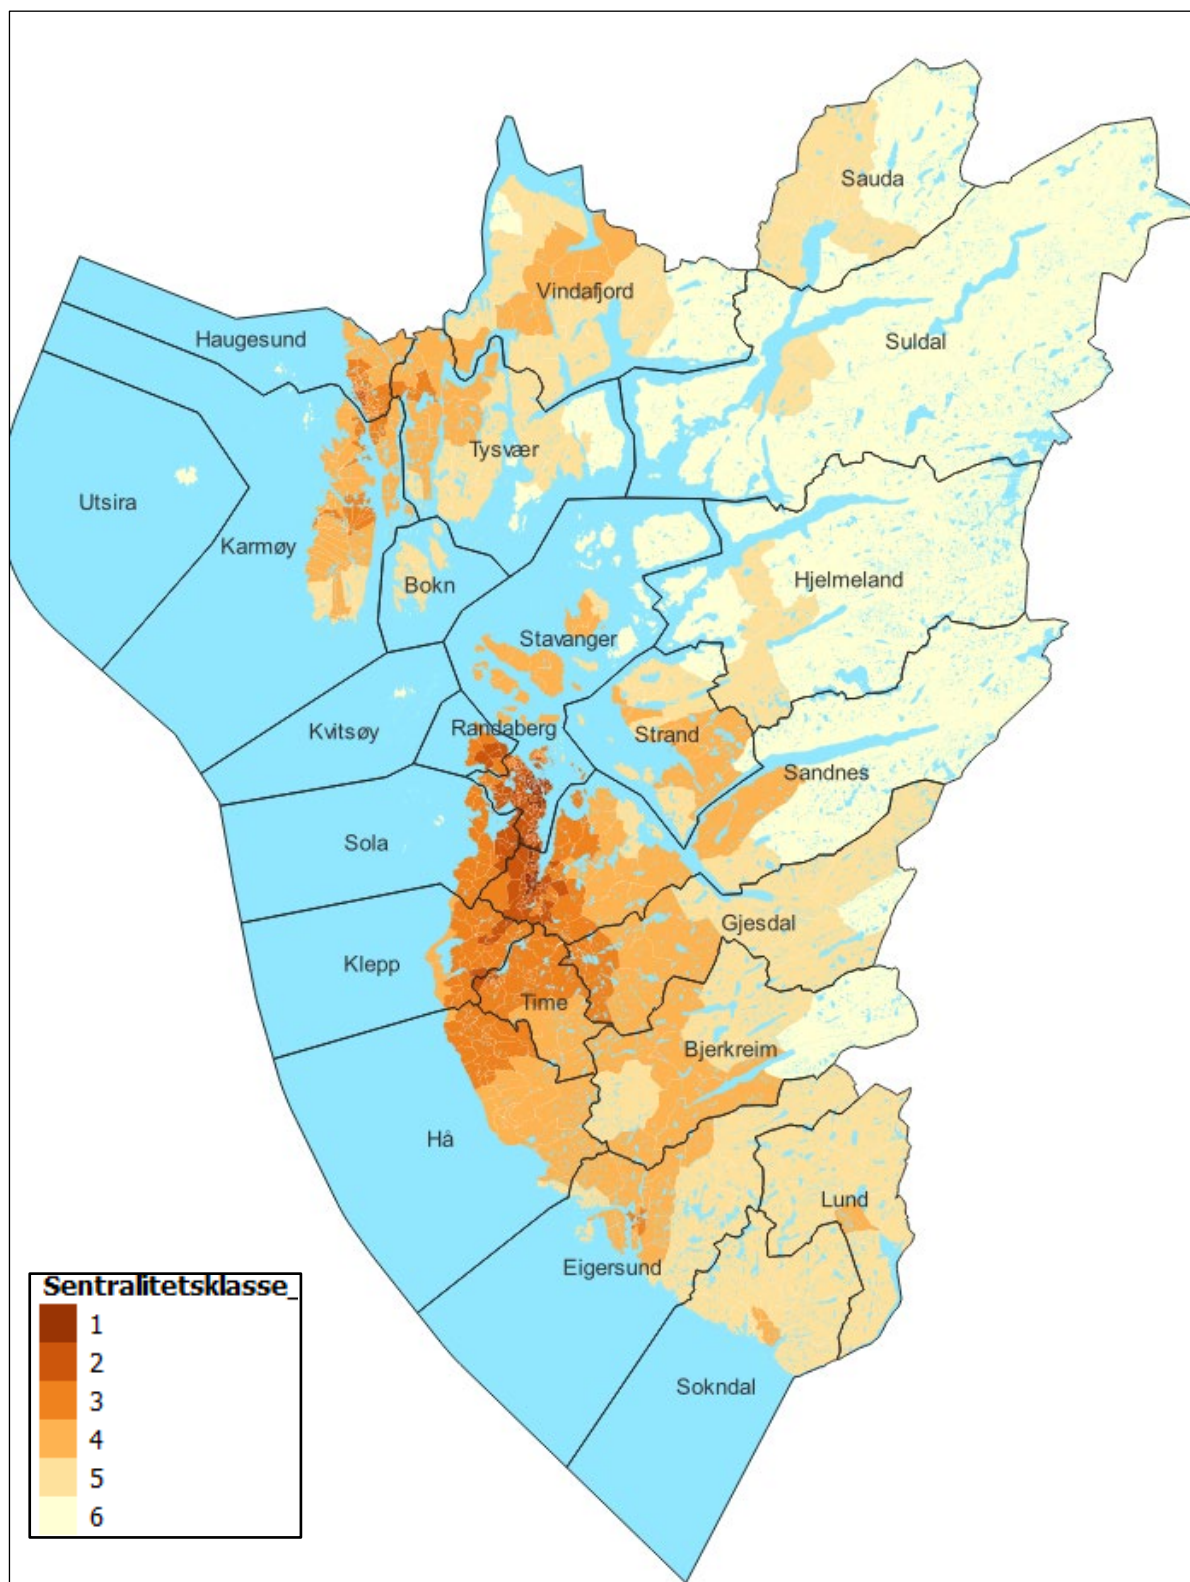 Sauda
Vindafjord
Haugesund
Suldal
Tysvær
Utsira
Karmøy
Bokn
Hjelmeland
Stavanger
Kvitsøy
Randaberg
Strand
Sandnes
Sola
Gjesdal
Klepp
Time
Bjerkreim
Hå
Lund
Eigersund
Sokndal
Sentralitetsklasse_
1
2
3
4
5
6